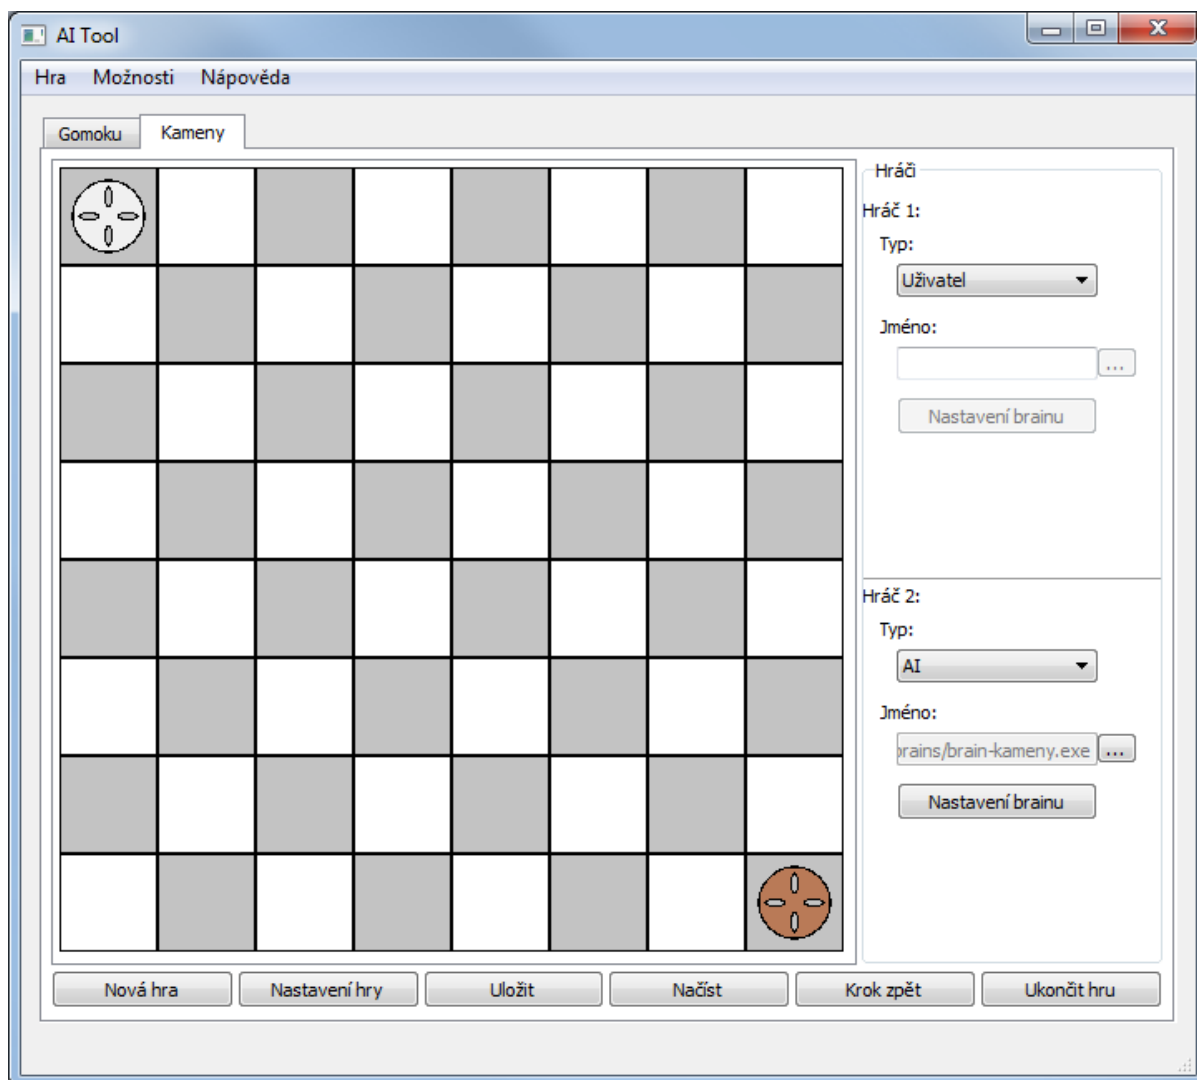 AI Tool
Hra Možnosti Nápověda
Gomoku Kameny
Hráči
Hráč 1:
Typ:
Uživatel
Jméno:
...
Nastavení brainu
Hráč 2:
Typ:
AI
Jméno:
brains/brain-kameny.exe ...
Nastavení brainu
Nová hra Nastavení hry Uložit Načíst Krok zpět Ukončit hru